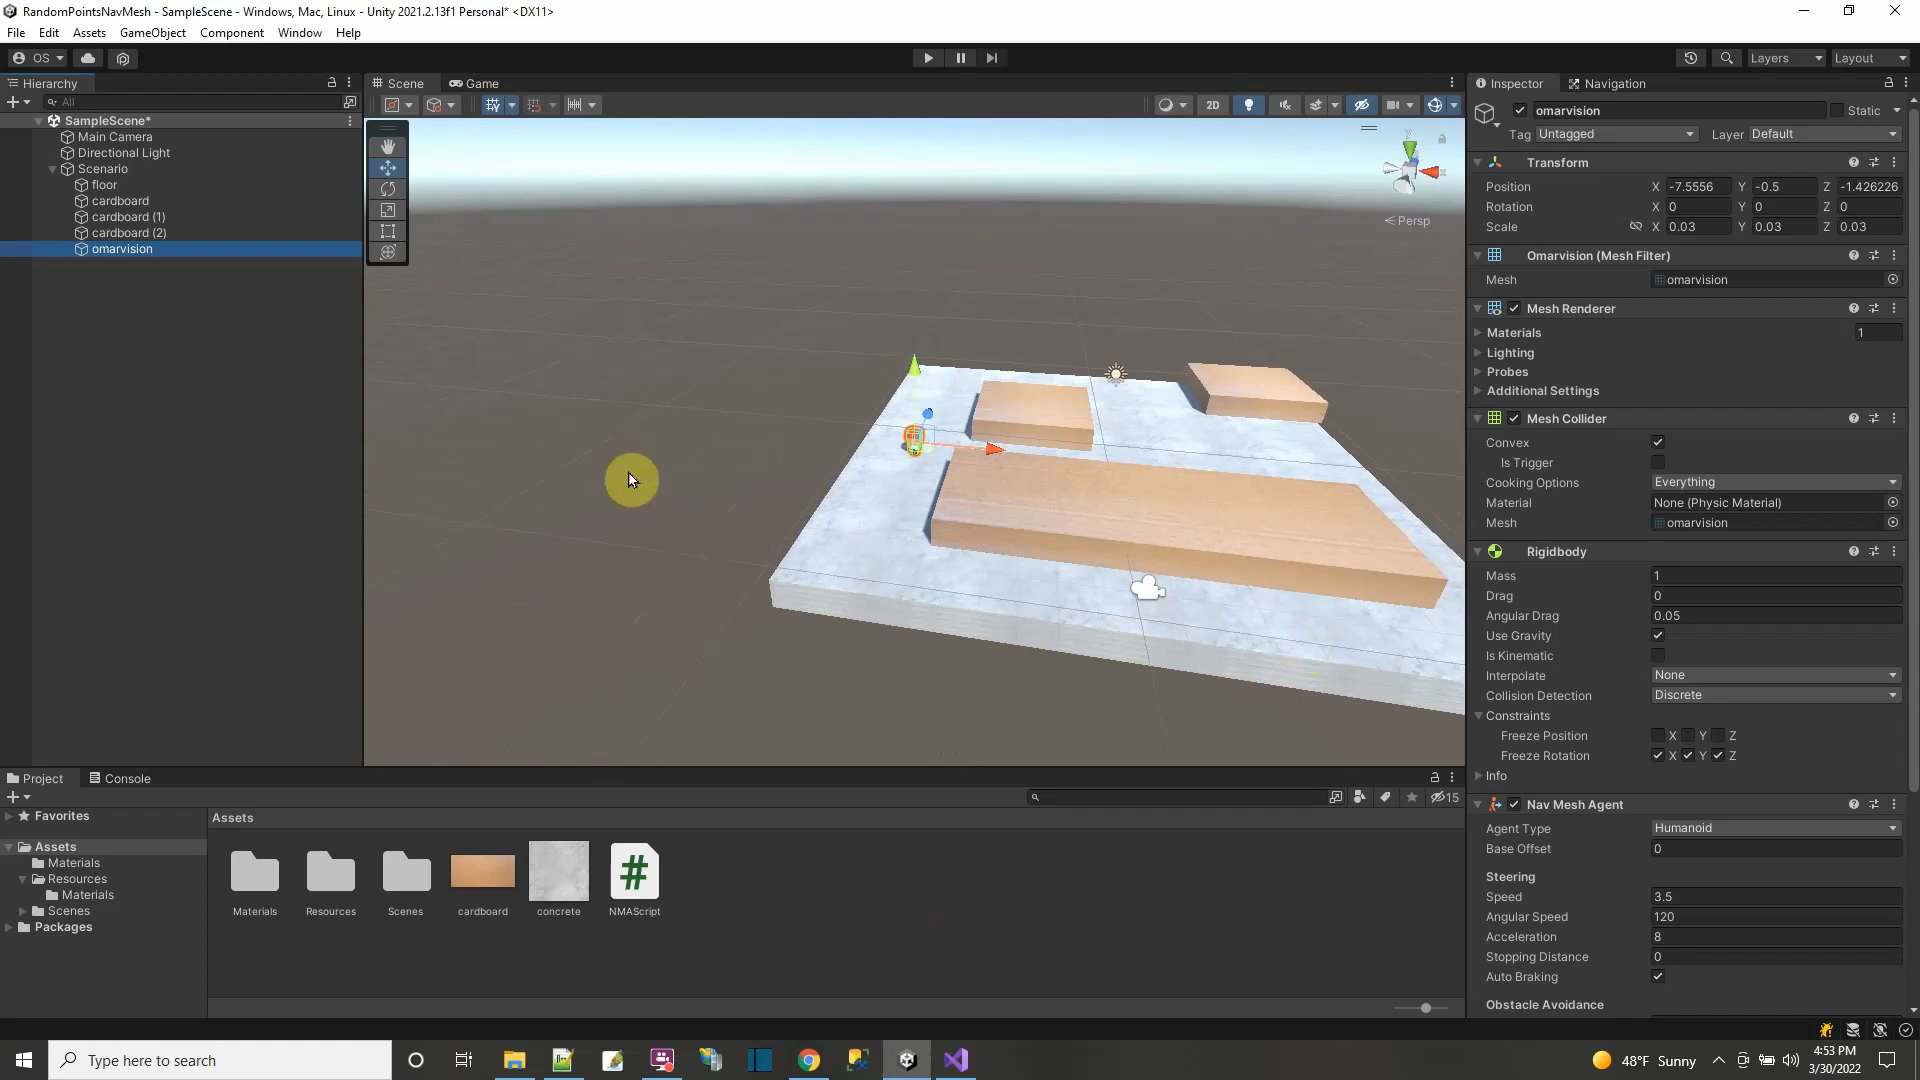 RandomPointsNavMesh - SampleScene - Windows, Mac, Linux - Unity 2021.2.13f1 Personal* <DX11>
File Edit Assets GameObject Component Window Help
OS Layers Layout
Hierarchy
All
SampleScene*
Main Camera
Directional Light
Scenario
floor
cardboard
cardboard (1)
cardboard (2)
omarvision
Scene Game
2D
Persp
Inspector Navigation
omarvision Static
Tag Untagged Layer Default
Transform
Position X -7.5556 Y -0.5 Z -1.426226
Rotation X 0 Y 0 Z 0
Scale X 0.03 Y 0.03 Z 0.03
Omarvision (Mesh Filter)
Mesh omarvision
Mesh Renderer
Materials 1
Lighting
Probes
Additional Settings
Mesh Collider
Convex
Is Trigger
Cooking Options Everything
Material None (Physic Material)
Mesh omarvision
Rigidbody
Mass 1
Drag 0
Angular Drag 0.05
Use Gravity
Is Kinematic
Interpolate None
Collision Detection Discrete
Constraints
Freeze Position X Y Z
Freeze Rotation X Y Z
Info
Nav Mesh Agent
Agent Type Humanoid
Base Offset 0
Steering
Speed 3.5
Angular Speed 120
Acceleration 8
Stopping Distance 0
Auto Braking
Obstacle Avoidance
Project Console
15
Favorites
Assets
Materials
Resources
Materials
Scenes
Packages
Assets
Materials Resources Scenes cardboard concrete NMAScript
Type here to search
48°F Sunny
4:53 PM
3/30/2022